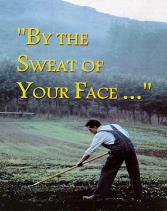 "BY THE
SWEAT OF
YOUR FACE ..."